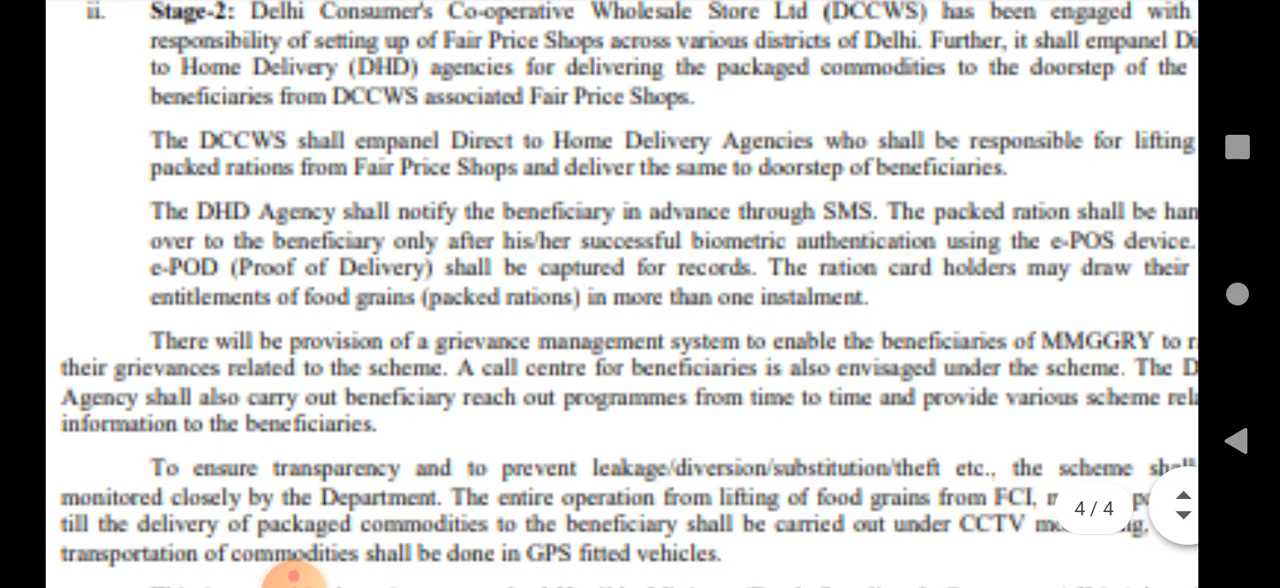 ii. Stage-2: Delhi Consumer's Co-operative Wholesale Store Ltd (DCCWS) has been engaged with
responsibility of setting up of Fair Price Shops across various districts of Delhi. Further, it shall empanel Di
to Home Delivery (DHD) agencies for delivering the packaged commodities to the doorstep of the
beneficiaries from DCCWS associated Fair Price Shops.
The DCCWS shall empanel Direct to Home Delivery Agencies who shall be responsible for lifting
packed rations from Fair Price Shops and deliver the same to doorstep of beneficiaries.
The DHD Agency shall notify the beneficiary in advance through SMS. The packed ration shall be han
over to the beneficiary only after his/her successful biometric authentication using the e-POS device.
e-POD (Proof of Delivery) shall be captured for records. The ration card holders may draw their
entitlements of food grains (packed rations) in more than one instalment.
There will be provision of a grievance management system to enable the beneficiaries of MMGGRY to r
their grievances related to the scheme. A call centre for beneficiaries is also envisaged under the scheme. The D
Agency shall also carry out beneficiary reach out programmes from time to time and provide various scheme rela
information to the beneficiaries.
To ensure transparency and to prevent leakage/diversion/substitution/theft etc., the scheme shall
monitored closely by the Department. The entire operation from lifting of food grains from FCI,
4 / 4
till the delivery of packaged commodities to the beneficiary shall be carried out under CCTV
transportation of commodities shall be done in GPS fitted vehicles.